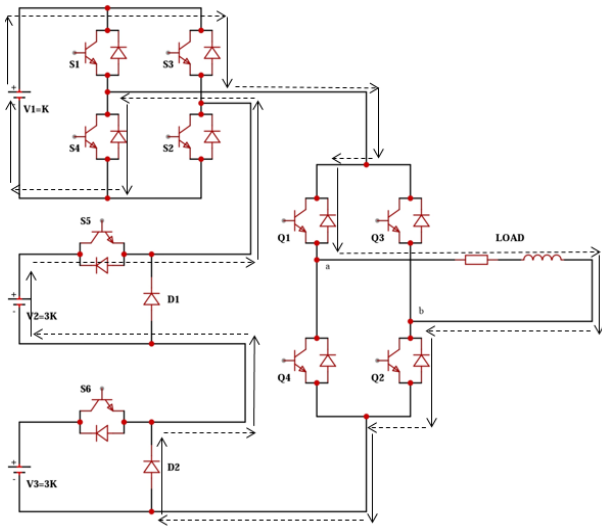 S1
S3
+
V1=K
-
S4
S2
S5
+
V2=3K
-
D1
S6
+
V3=3K
-
D2
Q1
Q3
LOAD
a
b
Q4
Q2